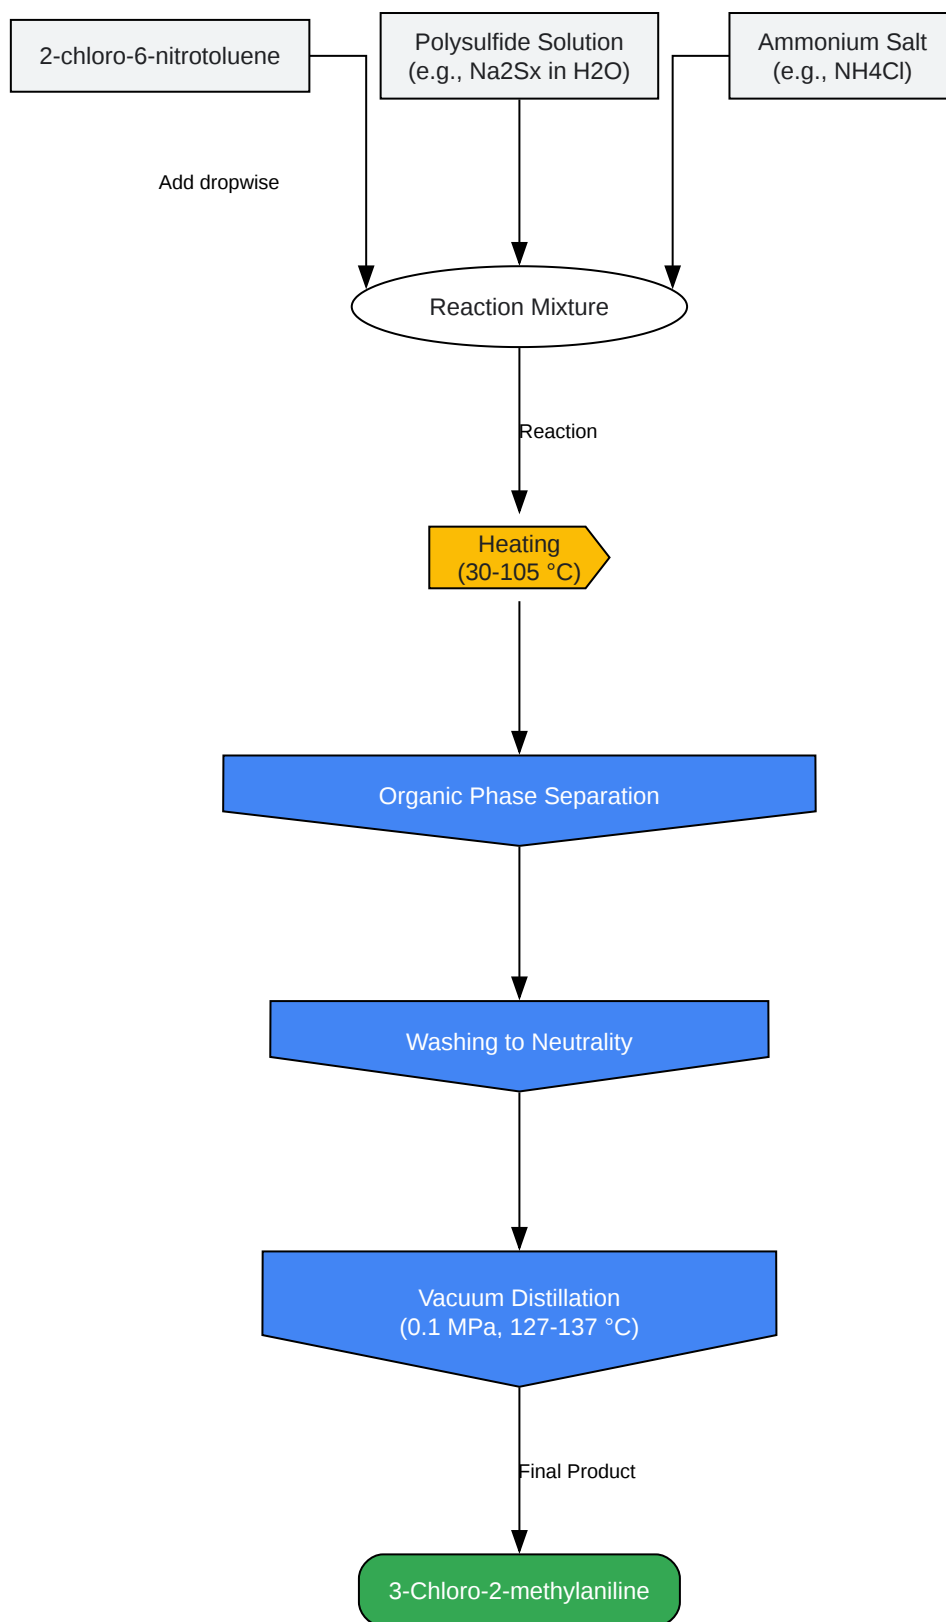 2-chloro-6-nitrotoluene
Polysulfide Solution
(e.g., Na2Sx in H2O)
Ammonium Salt
(e.g., NH4Cl)
Add dropwise
Reaction Mixture
Reaction
Heating
(30-105 °C)
Organic Phase Separation
Washing to Neutrality
Vacuum Distillation
(0.1 MPa, 127-137 °C)
Final Product
3-Chloro-2-methylaniline